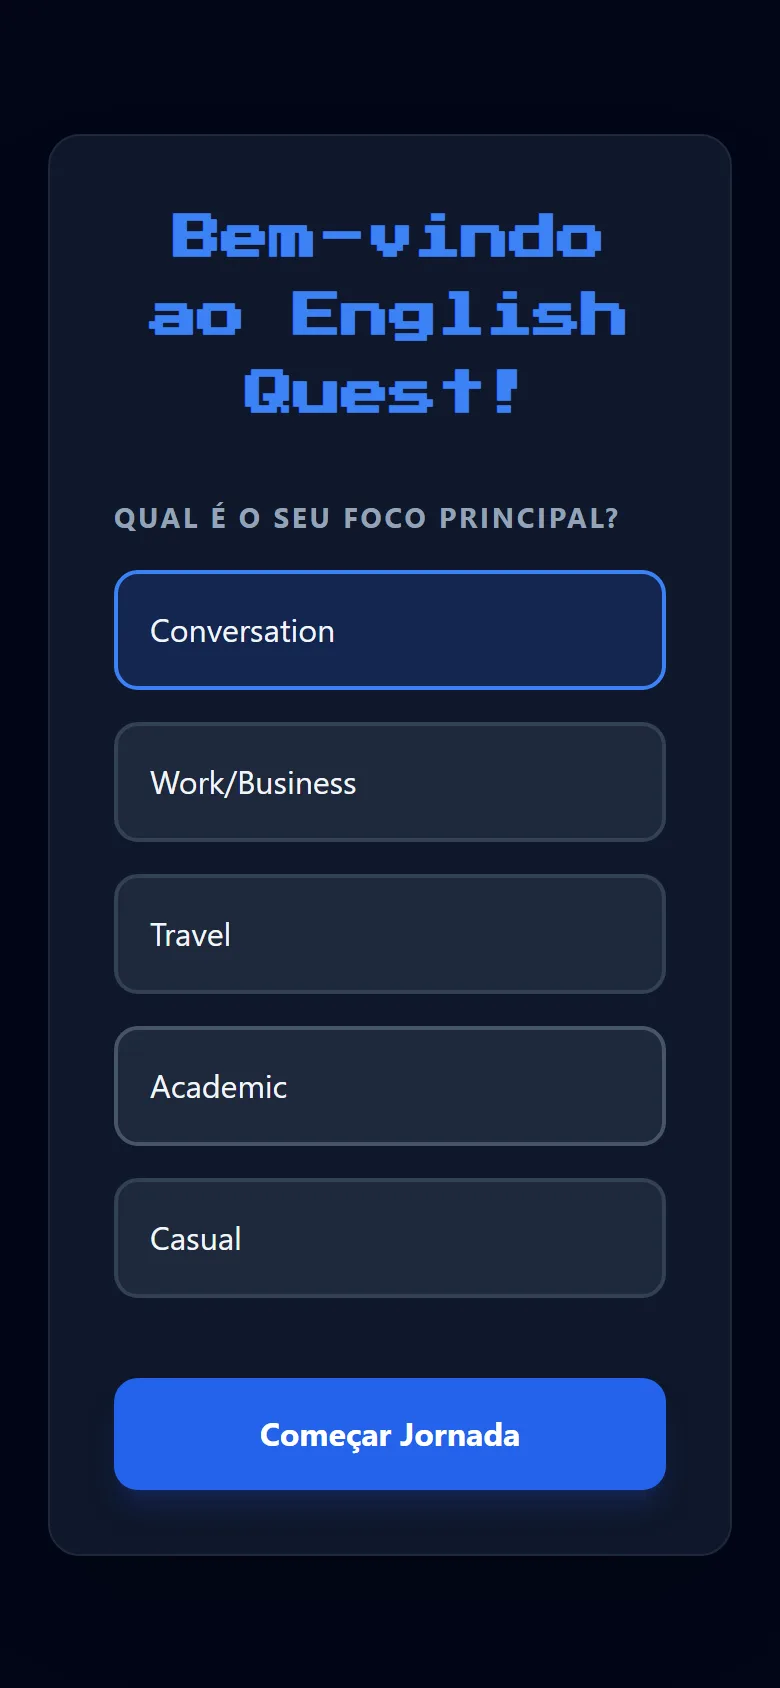 Bem-vindo
ao English
Quest!
QUAL É O SEU FOCO PRINCIPAL?
Conversation
Work/Business
Travel
Academic
Casual
Começar Jornada